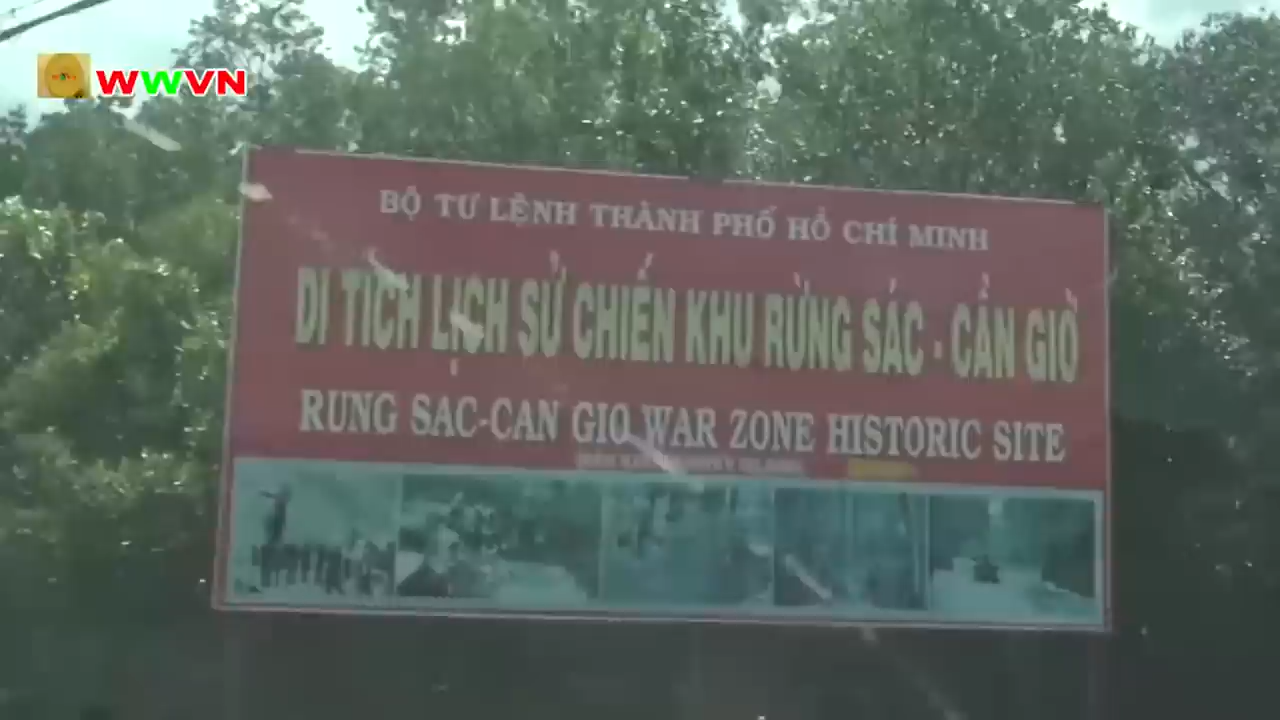 WWVN
BỘ TƯ LỆNH THÀNH PHỐ HỒ CHÍ MINH
DI TÍCH LỊCH SỬ CHIẾN KHU RỪNG SÁC - CẦN GIỜ
RUNG SAC-CAN GIO WAR ZONE HISTORIC SITE